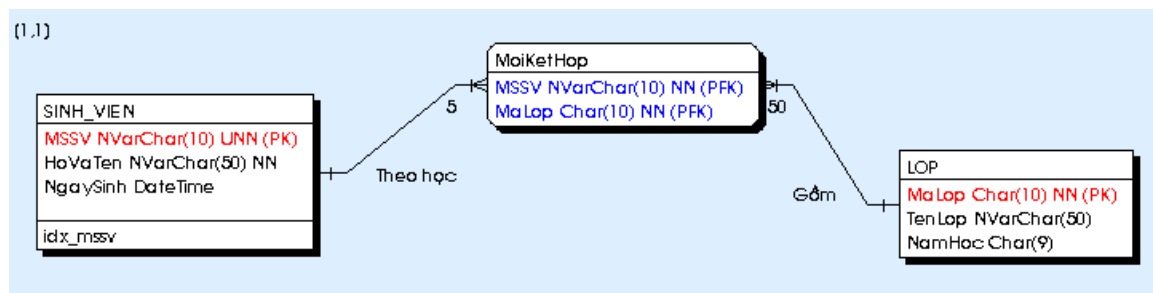 (1,1)
MoiKetHop
MSSV NVarChar(10) NN (PFK)
MaLop Char(10) NN (PFK)
5
50
SINH_VIEN
MSSV NVarChar(10) UNN (PK)
HoVaTen NVarChar(50) NN
NgaySinh DateTime
idx_mssv
Theo học
Gồm
LOP
MaLop Char(10) NN (PK)
TenLop NVarChar(50)
NamHoc Char(9)